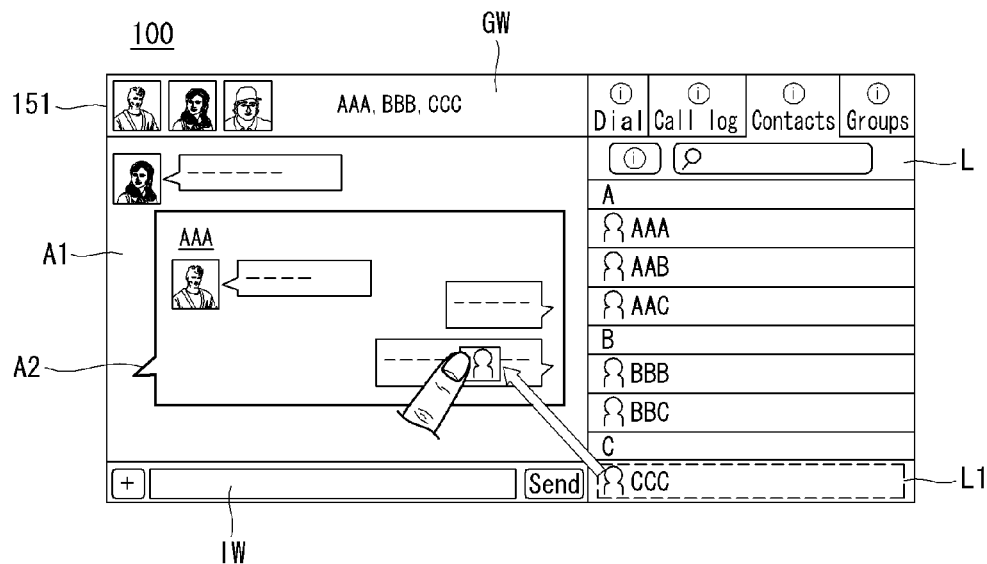 100
GW
151
AAA, BBB, CCC
Dial
Call log
Contacts
Groups
L
A
AAA
A1
AAA
AAB
AAC
B
A2
BBB
BBC
C
+
Send
CCC
L1
IW